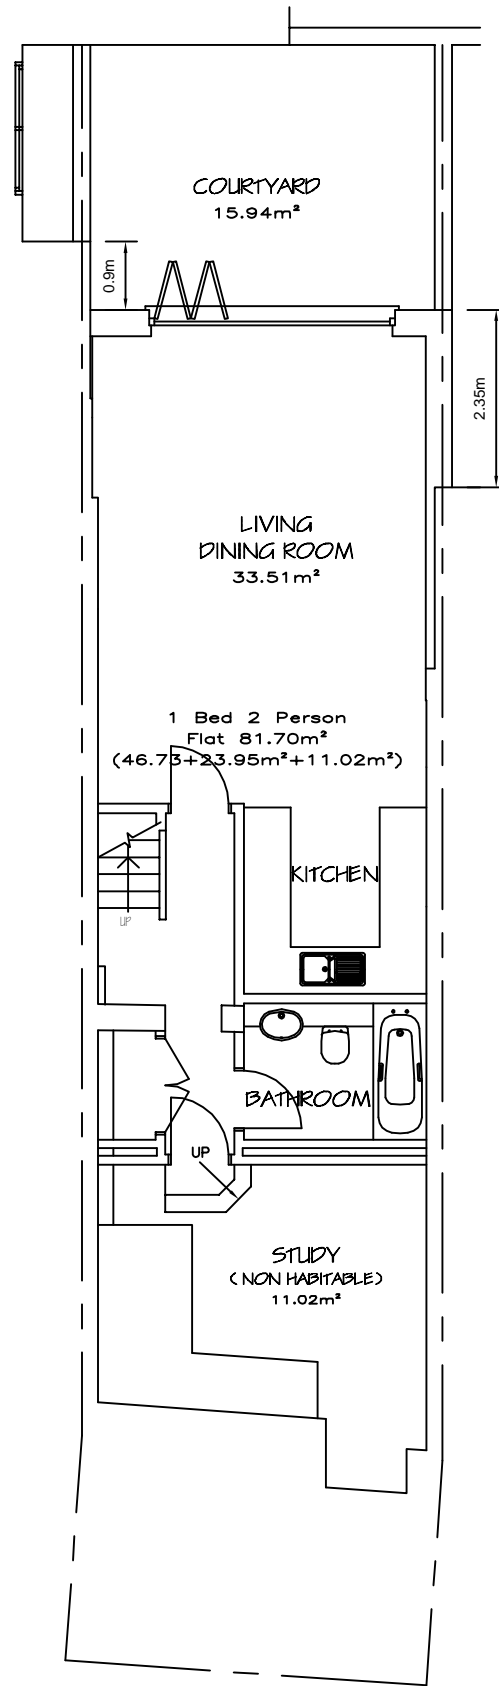 COURTYARD
15.94m²
0.9m
2.35m
LIVING
DINING ROOM
33.51m²
1 Bed 2 Person
Flat 81.70m²
(46.73+23.95m²+11.02m²)
KITCHEN
UP
BATHROOM
UP
STUDY
(NON HABITABLE)
11.02m²